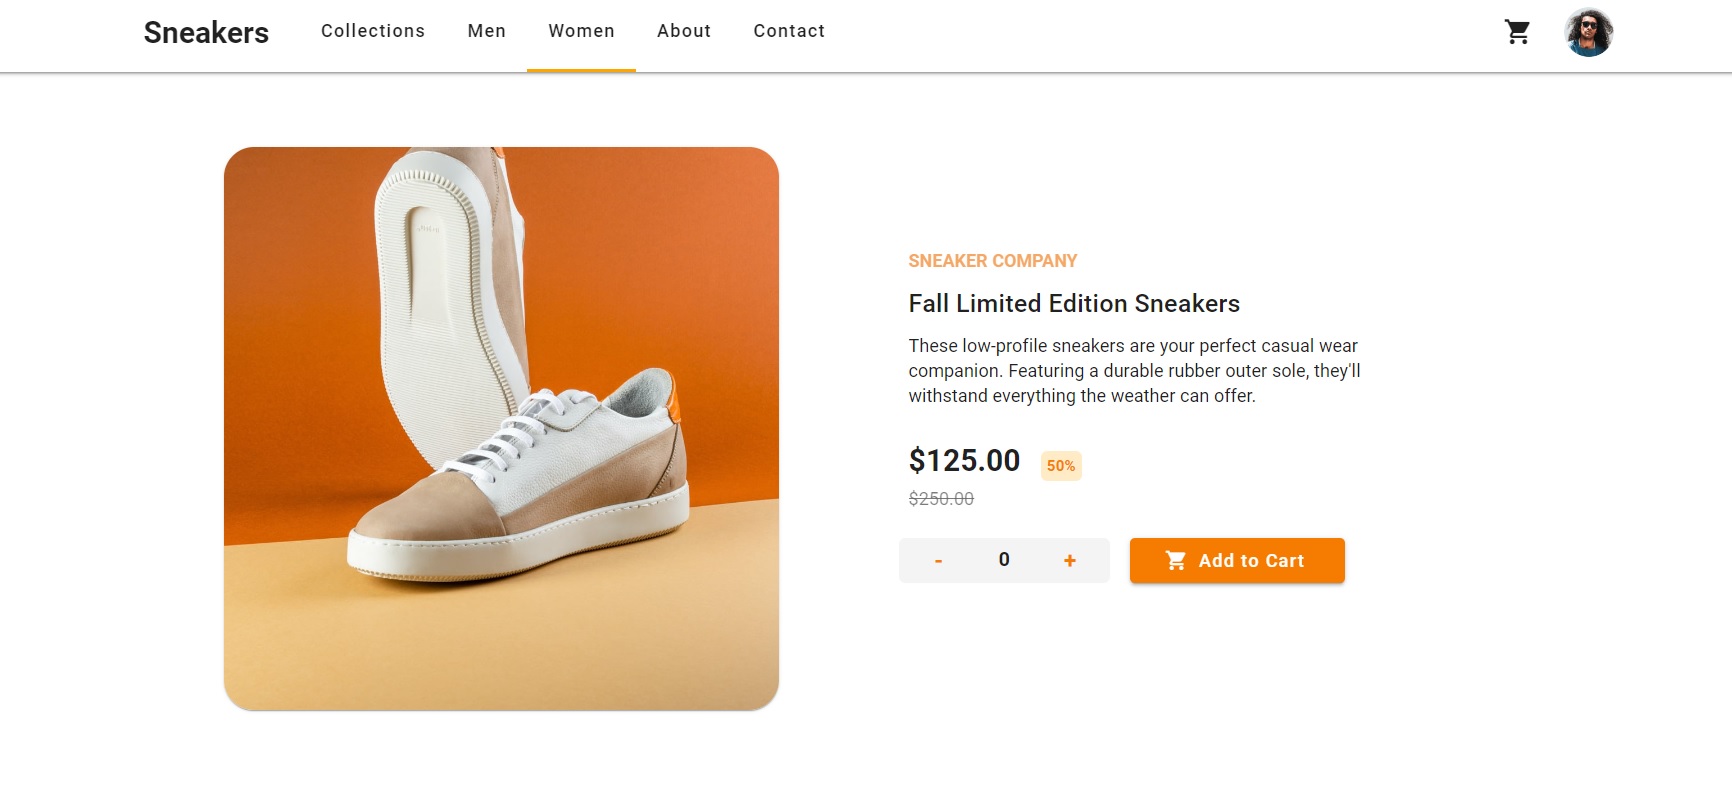 Sneakers
Collections
Men
Women
About
Contact
SNEAKER COMPANY
Fall Limited Edition Sneakers
These low-profile sneakers are your perfect casual wear
companion. Featuring a durable rubber outer sole, they'll
withstand everything the weather can offer.
$125.00 50%
$250.00
- 0 +
Add to Cart